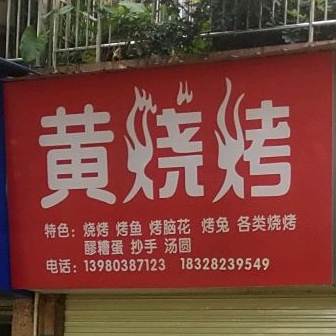 黄烧烤
特色：烧烤 烤鱼 烤脑花 烤兔 各类烧烤
醪糟蛋 抄手 汤圆
电话：13980387123 18328239549